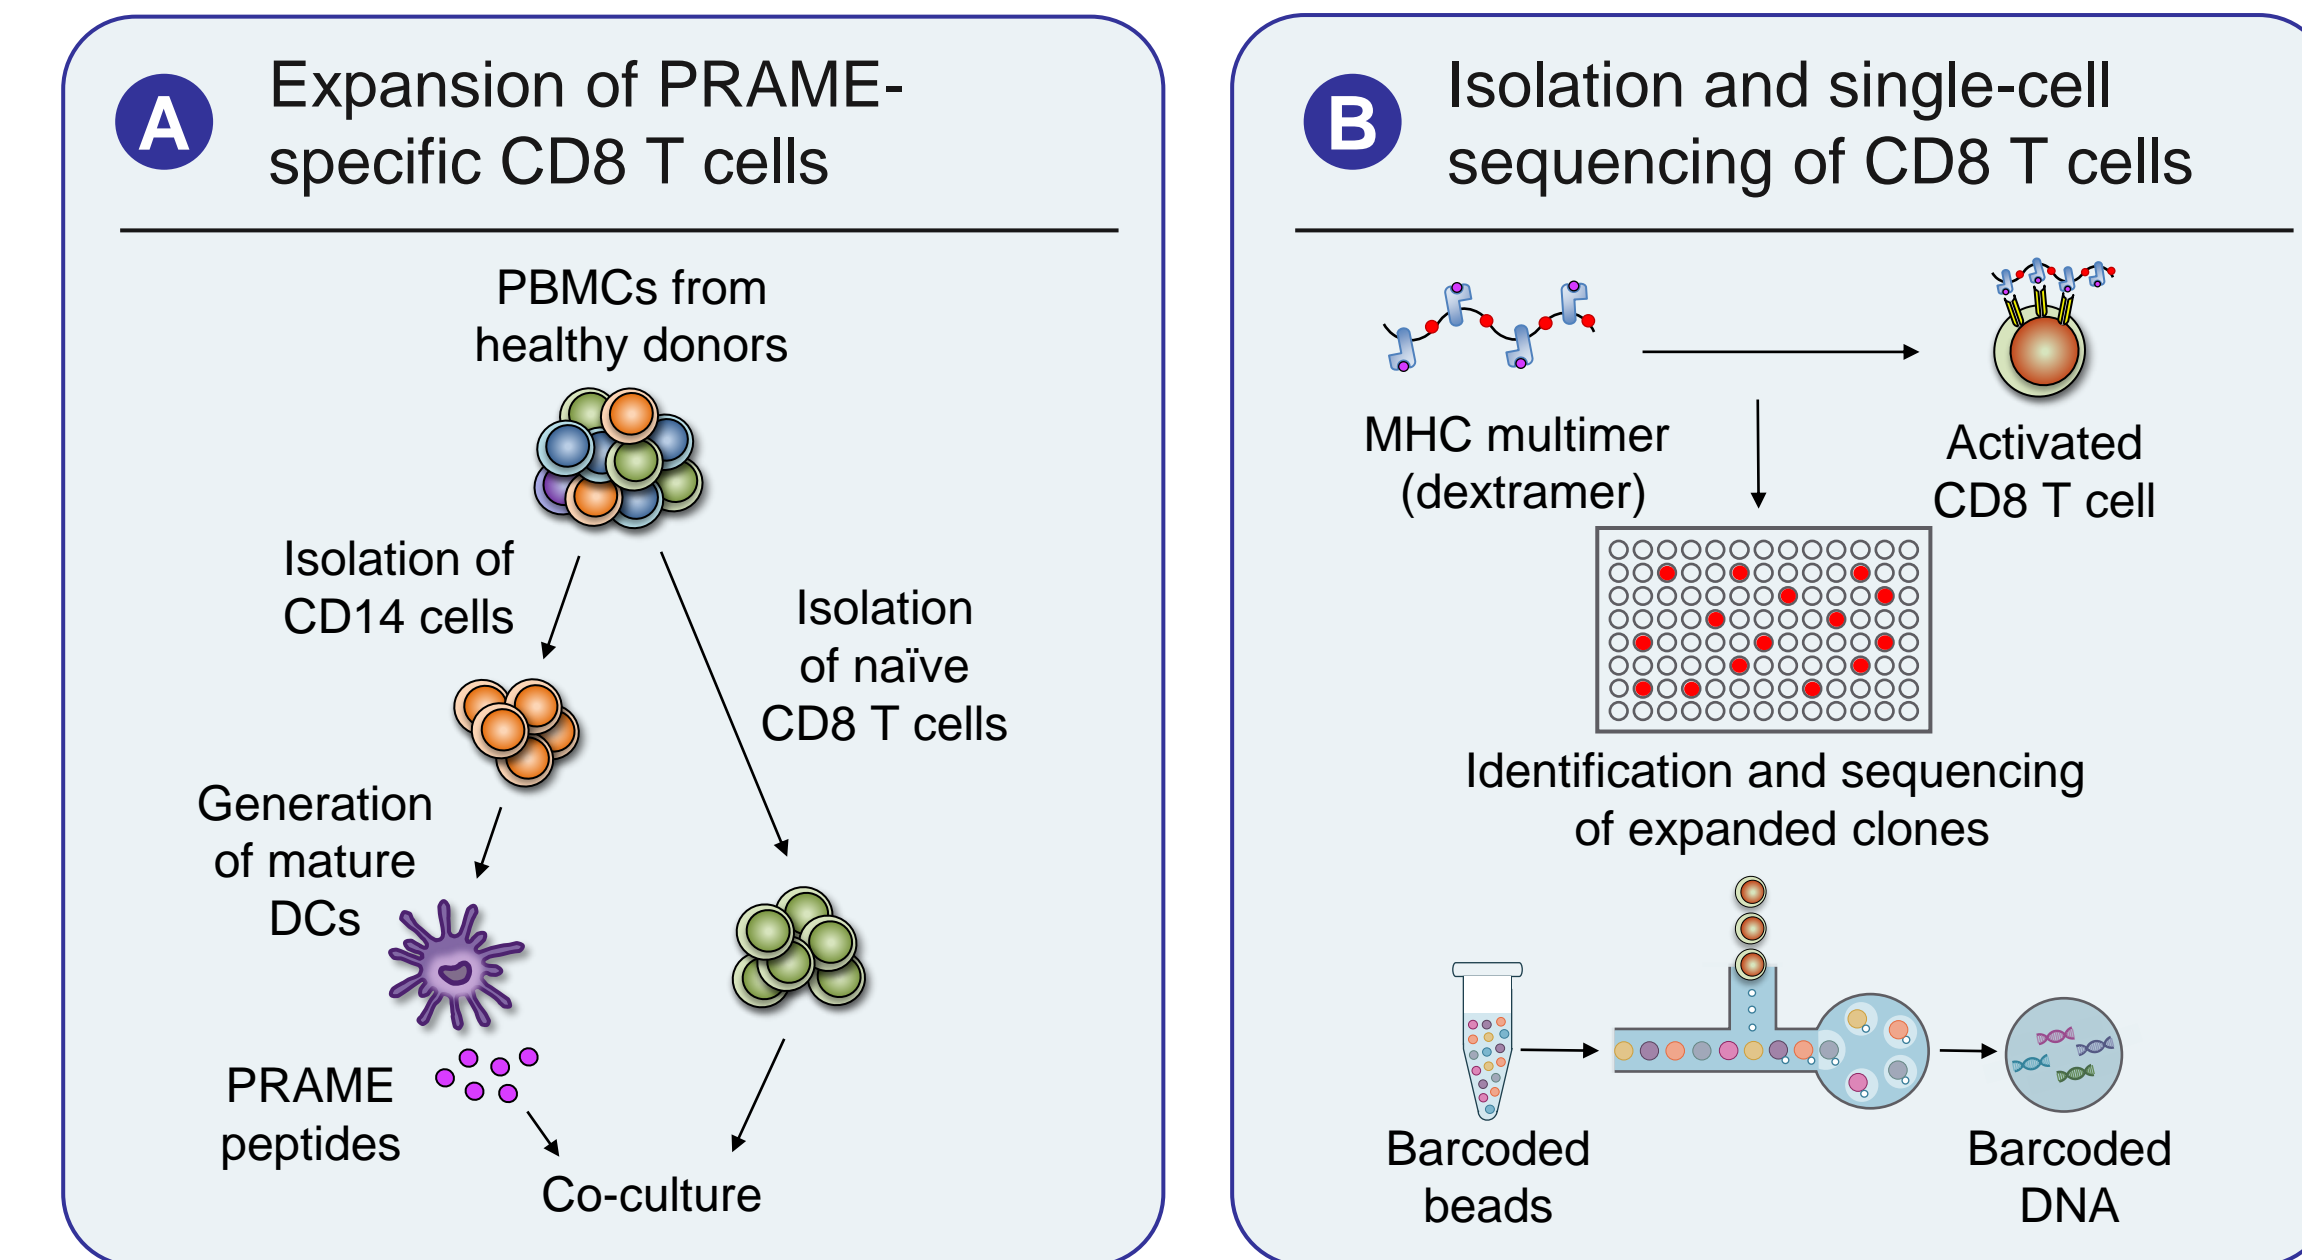 A
Expansion of PRAME-
specific CD8 T cells
PBMCs from
healthy donors
Isolation of
CD14 cells
Isolation
of naïve
CD8 T cells
Generation
of mature
DCs
PRAME
peptides
Co-culture
B
Isolation and single-cell
sequencing of CD8 T cells
MHC multimer
(dextramer)
Activated
CD8 T cell
Identification and sequencing
of expanded clones
Barcoded
beads
Barcoded
DNA